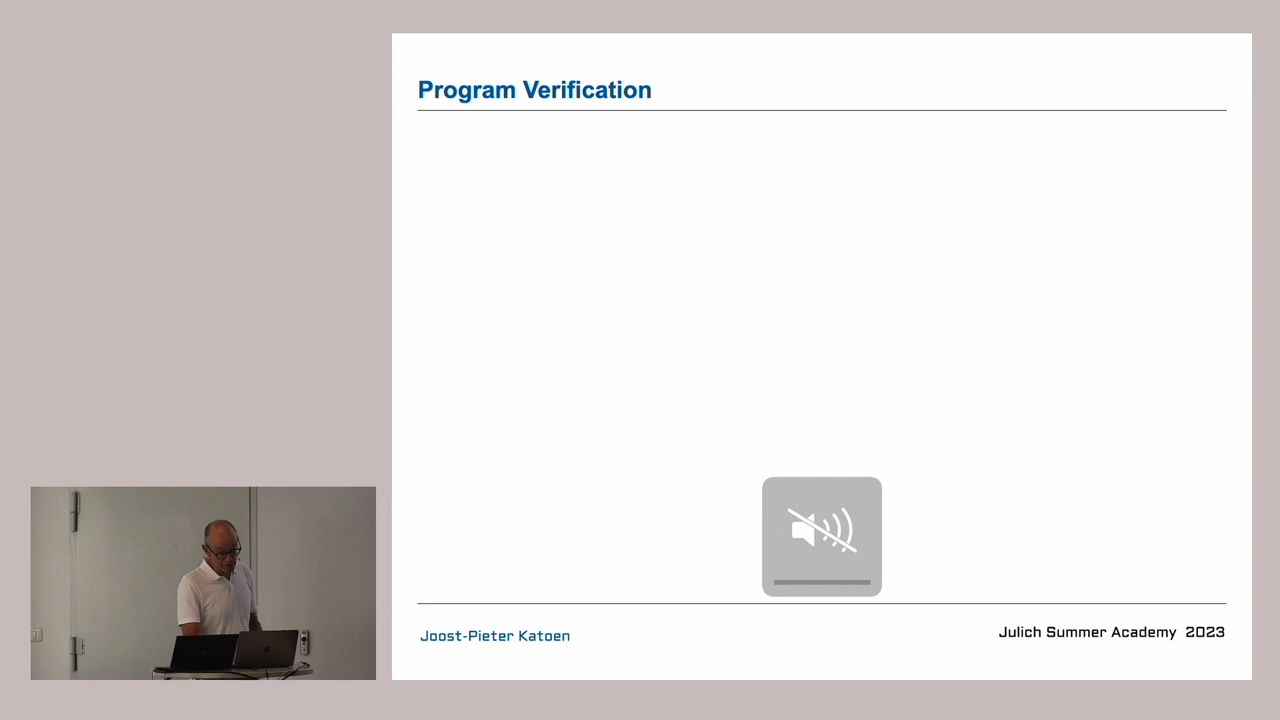 Program Verification
Joost-Pieter Katoen
Julich Summer Academy 2023